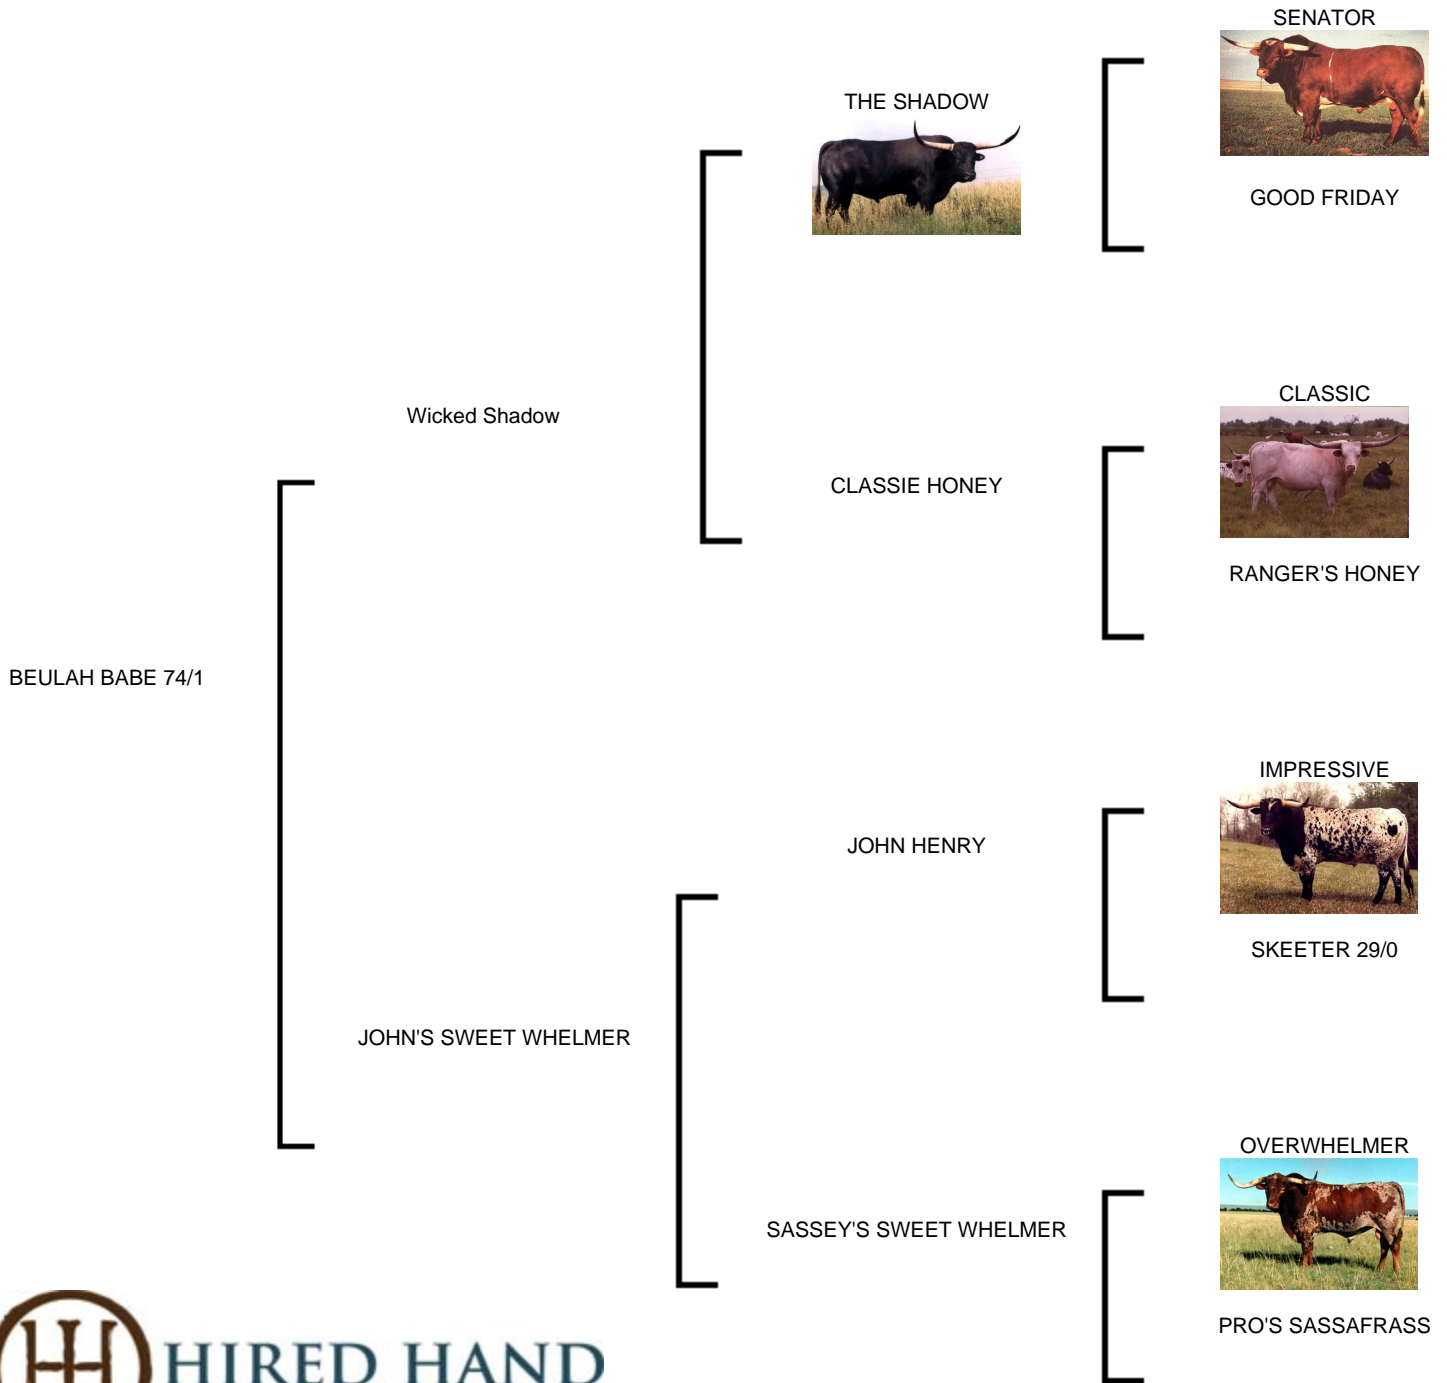 SENATOR
THE SHADOW
GOOD FRIDAY
CLASSIC
Wicked Shadow
CLASSIE HONEY
RANGER'S HONEY
BEULAH BABE 74/1
IMPRESSIVE
JOHN HENRY
SKEETER 29/0
JOHN'S SWEET WHELMER
OVERWHELMER
SASSEY'S SWEET WHELMER
PRO'S SASSAFRASS
HIRED HAND